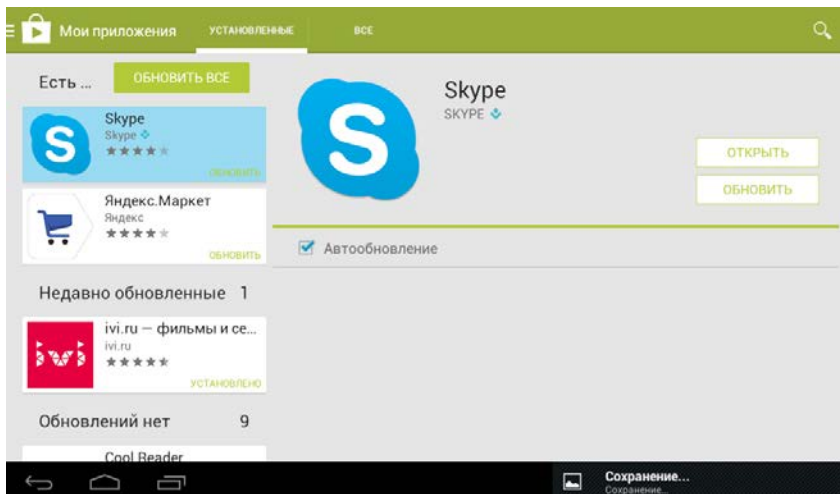 Мои приложения
УСТАНОВЛЕННЫЕ
ВСЕ
Есть ...
ОБНОВИТЬ ВСЕ
Skype
Skype
ОБНОВИТЬ
Яндекс.Маркет
Яндекс
ОБНОВИТЬ
Недавно обновленные 1
ivi
ivi.ru — фильмы и се...
ivi.ru
УСТАНОВЛЕНО
Обновлений нет 9
Cool Reader
S
Skype
SKYPE
ОТКРЫТЬ
ОБНОВИТЬ
Автообновление
Сохранение...
Сохранение...